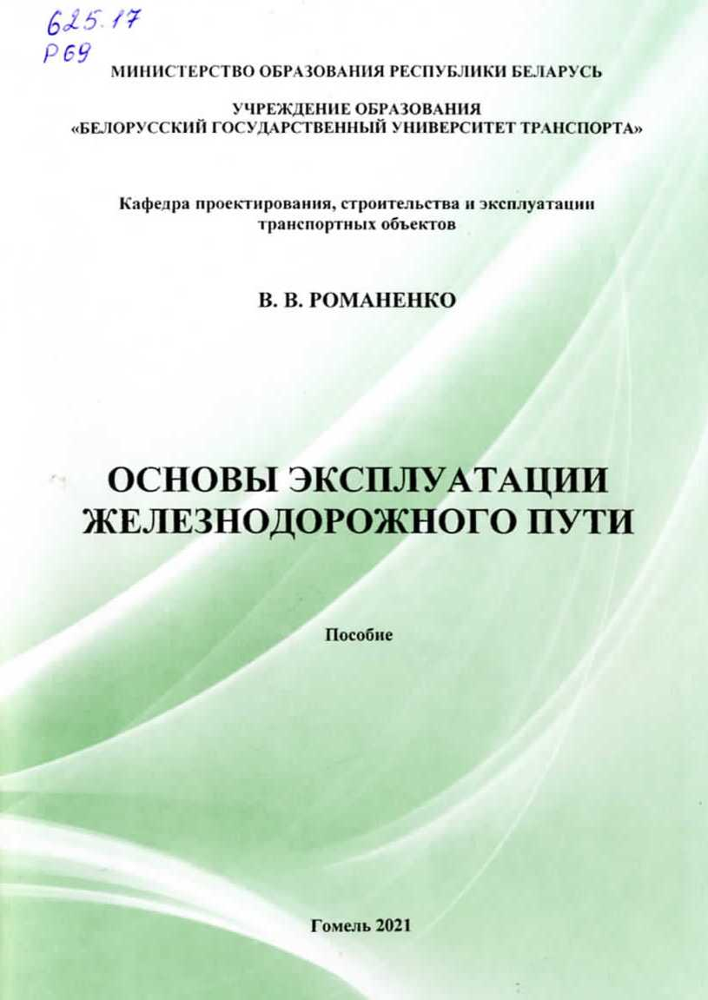 625.17
Р69
МИНИСТЕРСТВО ОБРАЗОВАНИЯ РЕСПУБЛИКИ БЕЛАРУСЬ
УЧРЕЖДЕНИЕ ОБРАЗОВАНИЯ
«БЕЛОРУССКИЙ ГОСУДАРСТВЕННЫЙ УНИВЕРСИТЕТ ТРАНСПОРТА»
Кафедра проектирования, строительства и эксплуатации
транспортных объектов
В. В. РОМАНЕНКО
ОСНОВЫ ЭКСПЛУАТАЦИИ
ЖЕЛЕЗНОДОРОЖНОГО ПУТИ
Пособие
Гомель 2021